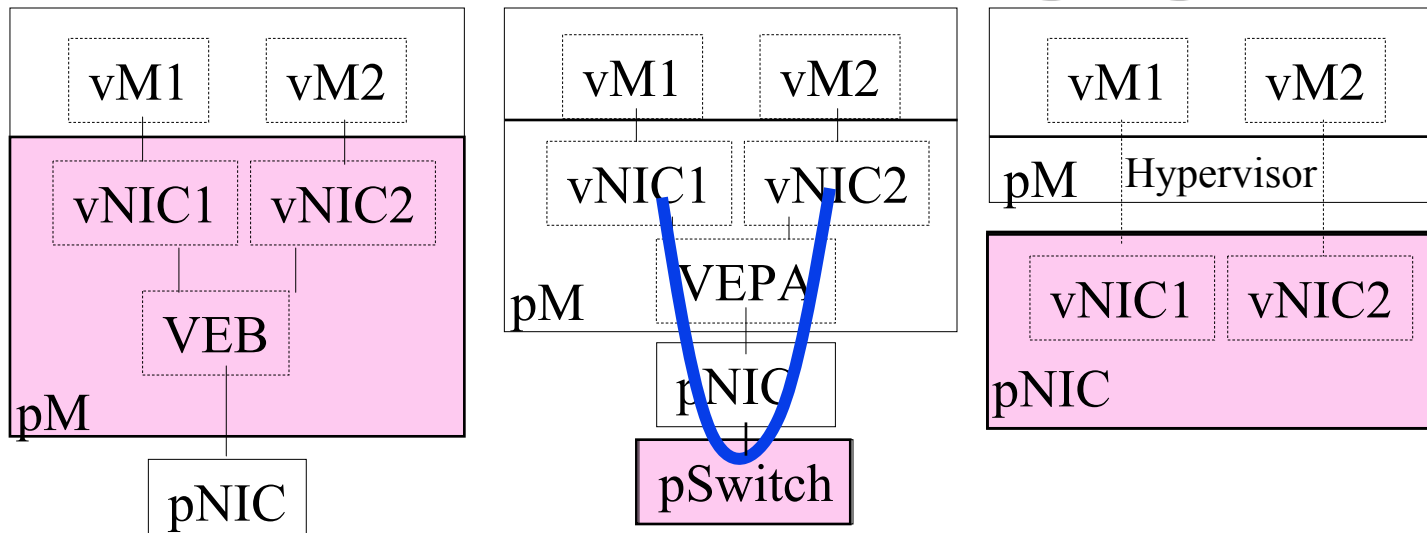 vM1 vM2
vNIC1 vNIC2
VEB
pM
pNIC
vM1 vM2
vNIC1 vNIC2
VEPA
pM
pNIC
pSwitch
vM1 vM2
pM Hypervisor
vNIC1 vNIC2
pNIC